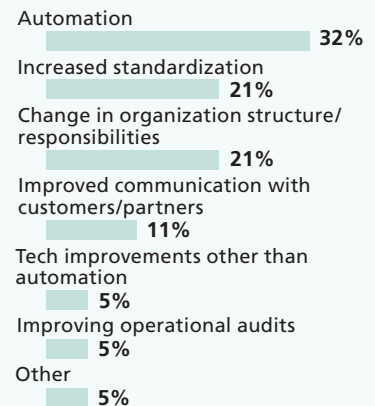 Automation
32%
Increased standardization
21%
Change in organization structure/
responsibilities
21%
Improved communication with
customers/partners
11%
Tech improvements other than
automation
5%
Improving operational audits
5%
Other
5%